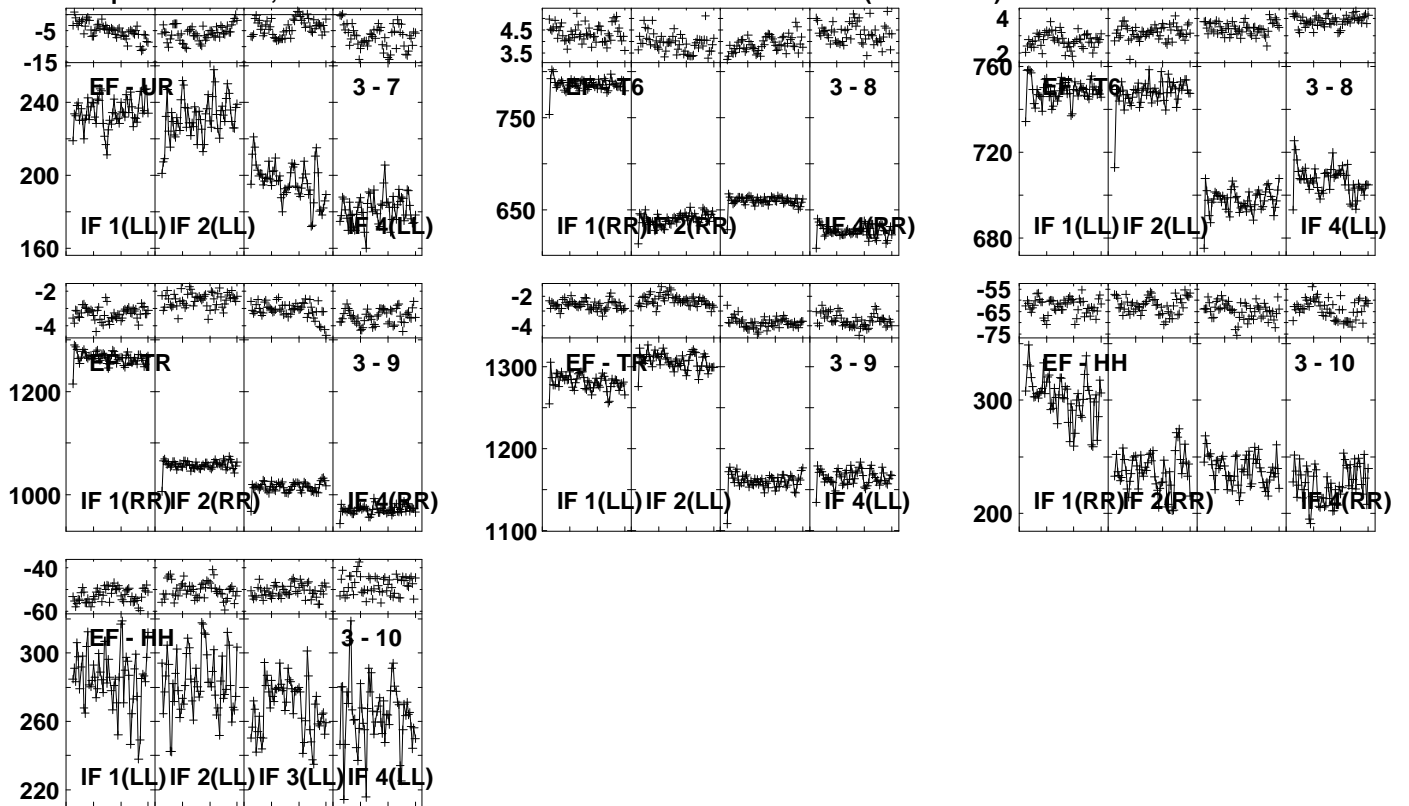 -5
-15
EF - UR 3 - 7
240
200
160
IF 1(LL) IF 2(LL) IF 4(LL)
4.5
3.5
EF - T6 3 - 8
750
650
IF 1(RR) IF 2(RR) IF 4(RR)
4
2
760
EF - T6 3 - 8
720
680
IF 1(LL) IF 2(LL) IF 4(LL)
-2
-4
EF - TR 3 - 9
1200
1000
IF 1(RR) IF 2(RR) IF 4(RR)
-2
-4
EF - TR 3 - 9
1300
1200
1100
IF 1(LL) IF 2(LL) IF 4(LL)
-55
-65
-75
EF - HH 3 - 10
300
200
IF 1(RR) IF 2(RR) IF 4(RR)
-40
-60
EF - HH 3 - 10
300
260
220
IF 1(LL) IF 2(LL) IF 3(LL) IF 4(LL)